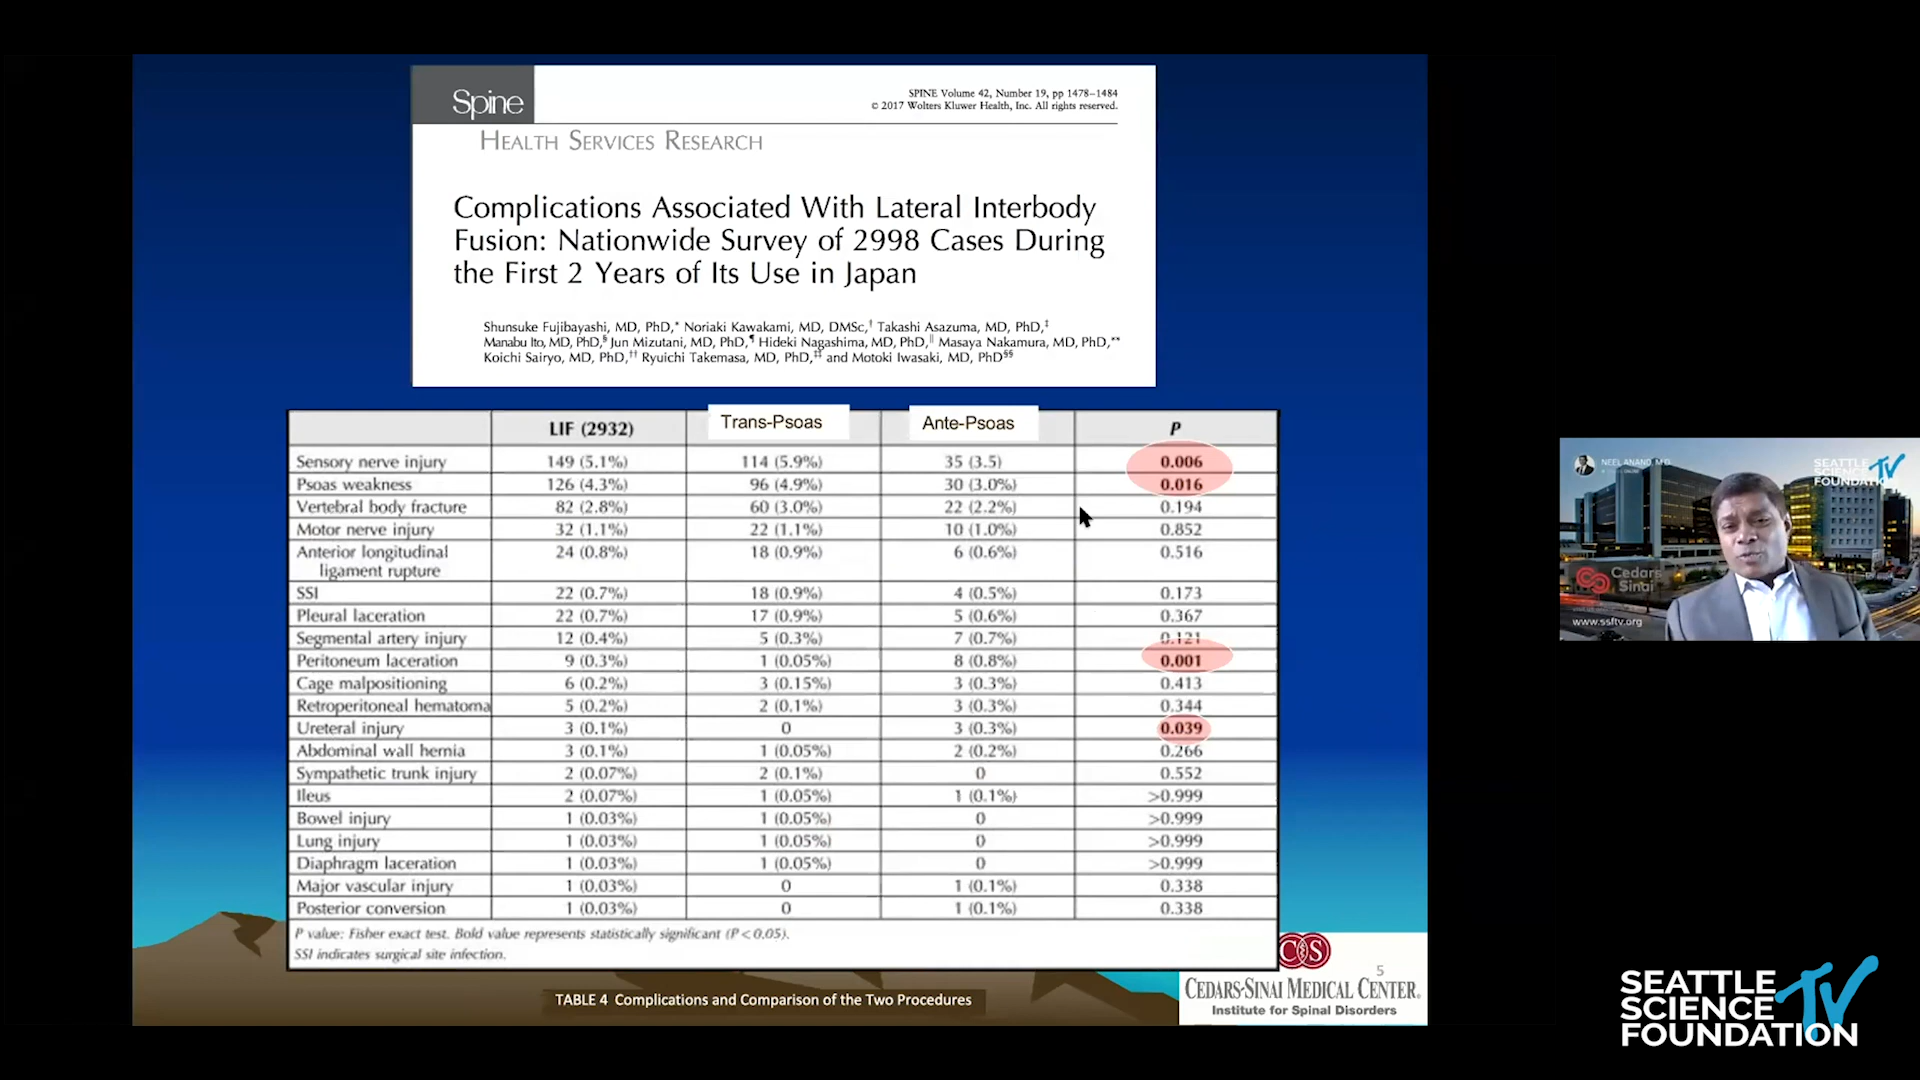 Spine
SPINE Volume 42, Number 19, pp 1478–1484
© 2017 Wolters Kluwer Health, Inc. All rights reserved.
HEALTH SERVICES RESEARCH
Complications Associated With Lateral Interbody
Fusion: Nationwide Survey of 2998 Cases During
the First 2 Years of Its Use in Japan
Shunsuke Fujibayashi, MD, PhD,* Noriaki Kawakami, MD, DMSc,† Takashi Asazuma, MD, PhD,‡
Manabu Ito, MD, PhD,§ Jun Mizutani, MD, PhD,¶ Hideki Nagashima, MD, PhD,|| Masaya Nakamura, MD, PhD,**
Koichi Sairyo, MD, PhD,†† Ryuichi Takemasa, MD, PhD,‡‡ and Motoki Iwasaki, MD, PhD§§
LIF (2932) Trans-Psoas Ante-Psoas P
Sensory nerve injury 149 (5.1%) 114 (5.9%) 35 (3.5) 0.006
Psoas weakness 126 (4.3%) 96 (4.9%) 30 (3.0%) 0.016
Vertebral body fracture 82 (2.8%) 60 (3.0%) 22 (2.2%) 0.194
Motor nerve injury 32 (1.1%) 22 (1.1%) 10 (1.0%) 0.852
Anterior longitudinal 24 (0.8%) 18 (0.9%) 6 (0.6%) 0.516
ligament rupture
SSI 22 (0.7%) 18 (0.9%) 4 (0.5%) 0.173
Pleural laceration 22 (0.7%) 17 (0.9%) 5 (0.6%) 0.367
Segmental artery injury 12 (0.4%) 5 (0.3%) 7 (0.7%) 0.121
Peritoneum laceration 9 (0.3%) 1 (0.05%) 8 (0.8%) 0.001
Cage malpositioning 6 (0.2%) 3 (0.15%) 3 (0.3%) 0.413
Retroperitoneal hematoma 5 (0.2%) 2 (0.1%) 3 (0.3%) 0.344
Ureteral injury 3 (0.1%) 0 3 (0.3%) 0.039
Abdominal wall hernia 3 (0.1%) 1 (0.05%) 2 (0.2%) 0.266
Sympathetic trunk injury 2 (0.07%) 2 (0.1%) 0 0.552
Ileus 2 (0.07%) 1 (0.05%) 1 (0.1%) >0.999
Bowel injury 1 (0.03%) 1 (0.05%) 0 >0.999
Lung injury 1 (0.03%) 1 (0.05%) 0 >0.999
Diaphragm laceration 1 (0.03%) 1 (0.05%) 0 >0.999
Major vascular injury 1 (0.03%) 0 1 (0.1%) 0.338
Posterior conversion 1 (0.03%) 0 1 (0.1%) 0.338
P value: Fisher exact test. Bold value represents statistically significant (P<0.05).
SSI indicates surgical site infection.
TABLE 4 Complications and Comparison of the Two Procedures
CS
5
CEDARS-SINAI MEDICAL CENTER.
Institute for Spinal Disorders
NEEL ANAND, M.D.
SEATTLE
SCIENCE
FOUNDATION
TV
Cedars
Sinai
www.ssftv.org
SEATTLE
SCIENCE
FOUNDATION
TV